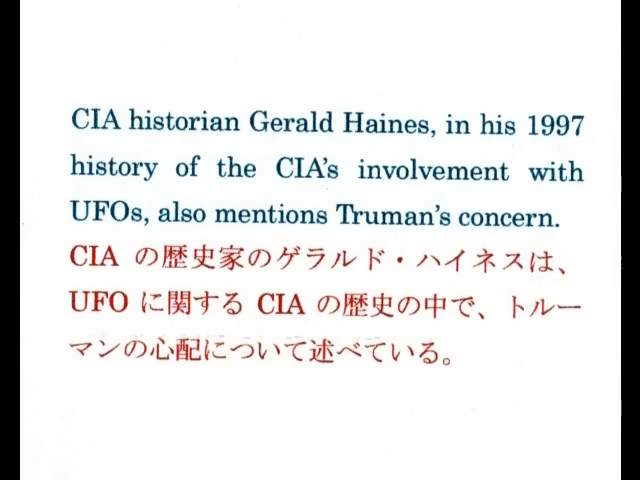 CIA historian Gerald Haines, in his 1997
history of the CIA's involvement with
UFOs, also mentions Truman's concern.
CIA の歴史家のゲラルド・ハイネスは、
UFO に関する CIA の歴史の中で、トルー
マンの心配について述べている。